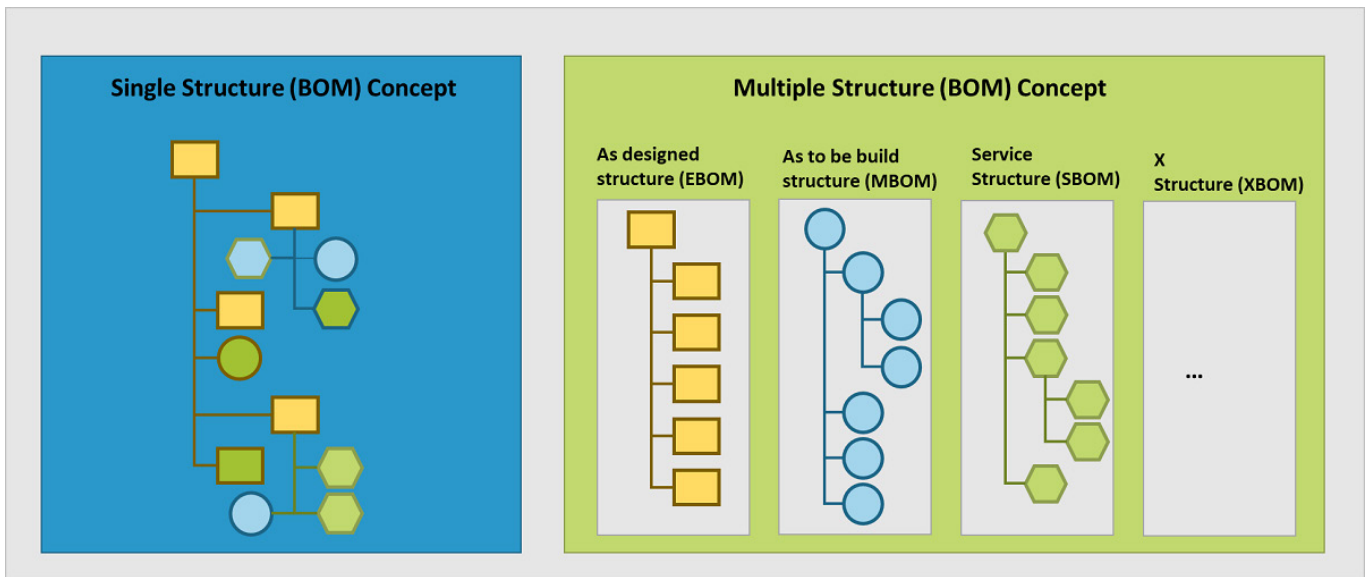 Single Structure (BOM) Concept
Multiple Structure (BOM) Concept
As designed
structure (EBOM)
As to be build
structure (MBOM)
Service
Structure (SBOM)
X
Structure (XBOM)
...